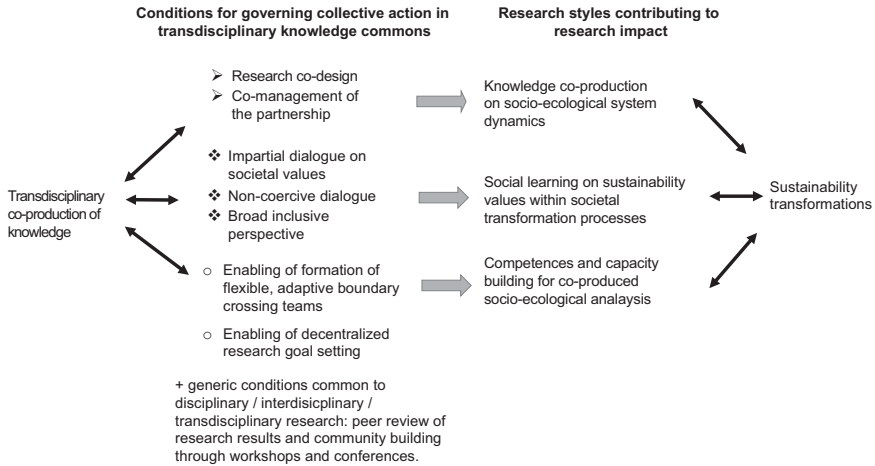 Conditions for governing collective action in
transdisciplinary knowledge commons
Research styles contributing to
research impact
Transdisciplinary
co-production of
knowledge
➢ Research co-design
➢ Co-management of
the partnership
❖ Impartial dialogue on
societal values
❖ Non-coercive dialogue
❖ Broad inclusive
perspective
○ Enabling of formation of
flexible, adaptive boundary
crossing teams
○ Enabling of decentralized
research goal setting
+ generic conditions common to
disciplinary / interdisicplinary /
transdisciplinary research: peer review of
research results and community building
through workshops and conferences.
Knowledge co-production
on socio-ecological system
dynamics
Social learning on sustainability
values within societal
transformation processes
Competences and capacity
building for co-produced
socio-ecological analaysis
Sustainability
transformations